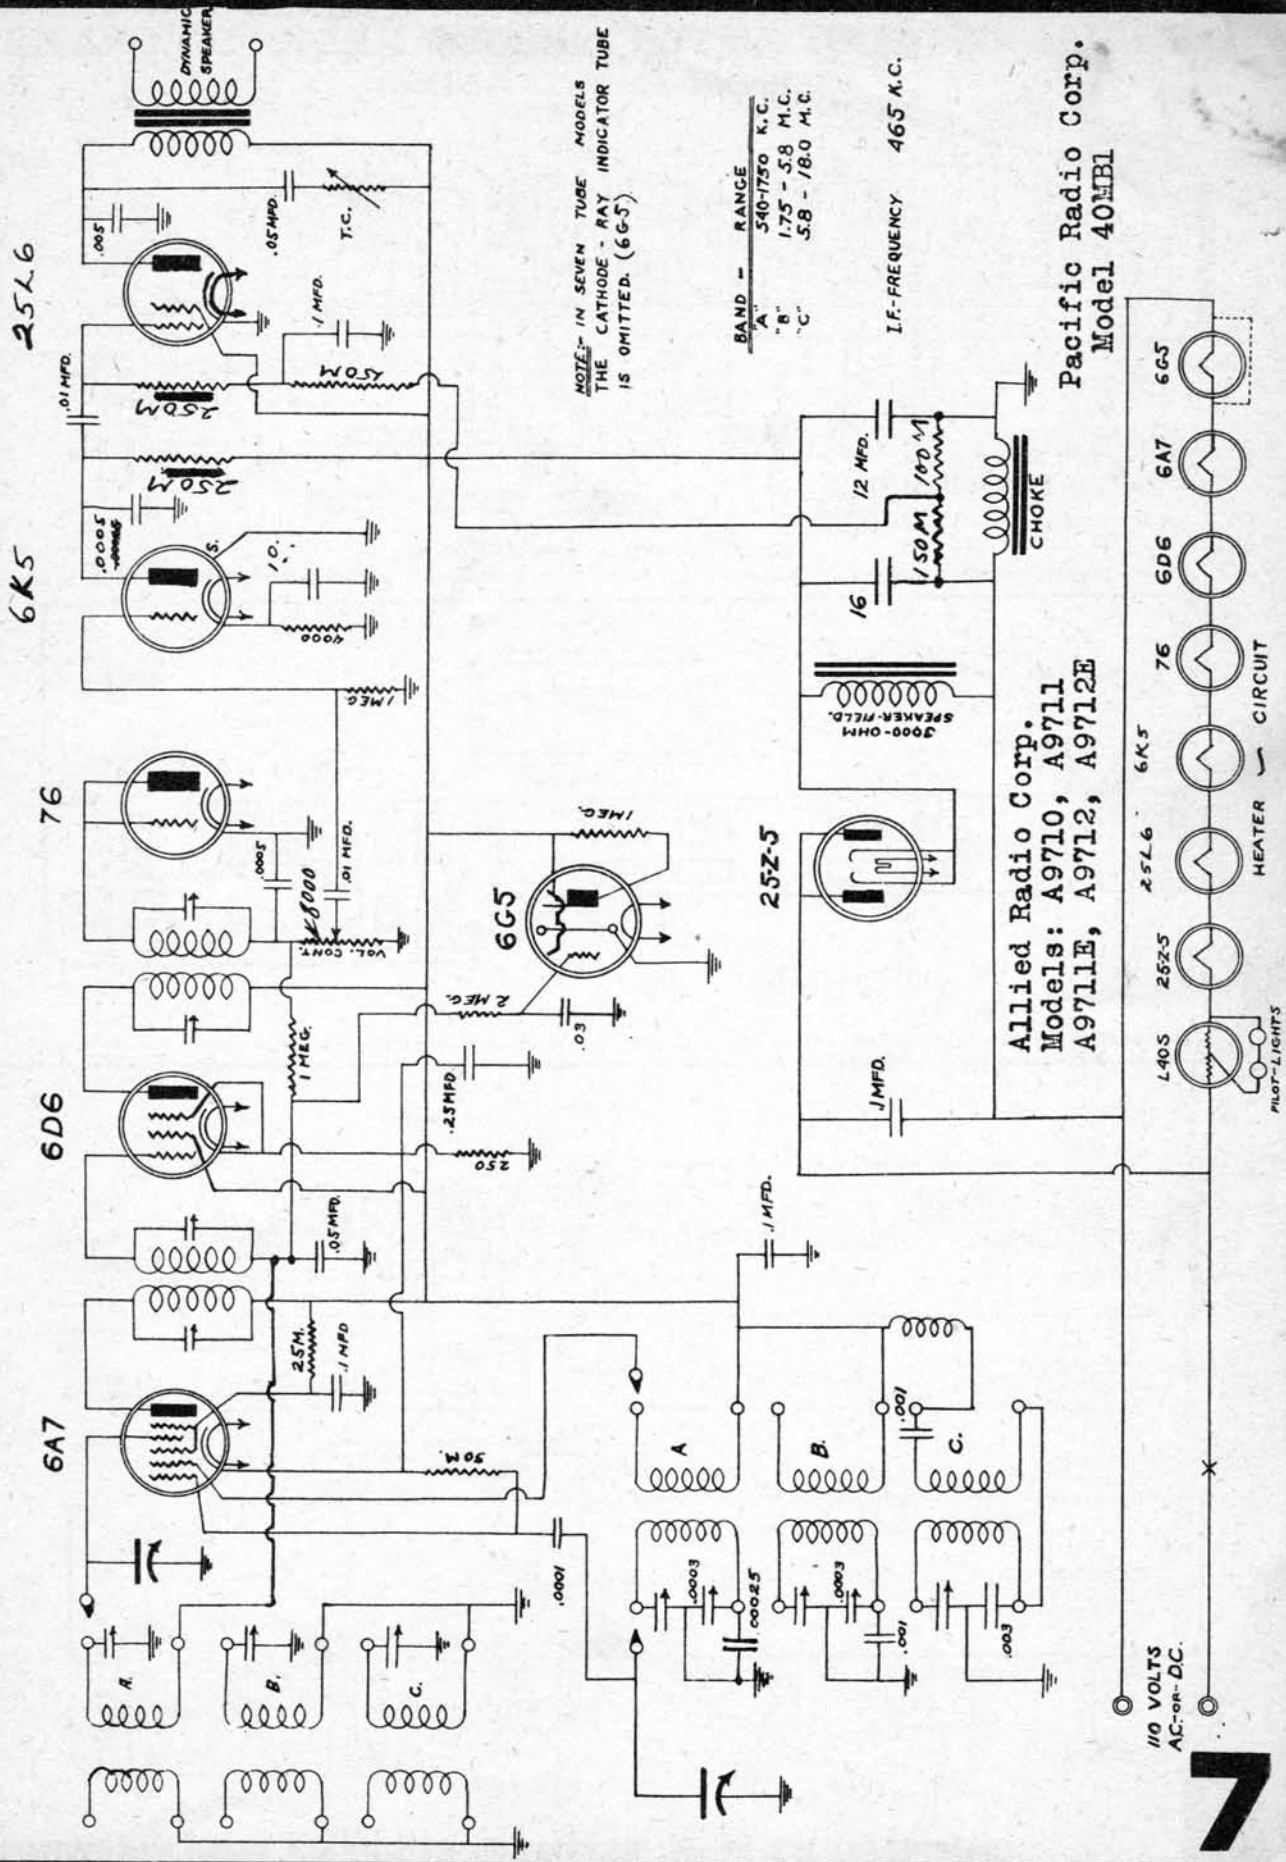 6A7
6D6
76
6K5
25L6
DYNAMIC
SPEAKER
.005
.05 MFD.
T.C.
.1 MFD.
150M
.01 MFD.
250M
250M
.0005
S.
10.
4000
1 MEG
.01 MFD.
.0005
8000
VOL. CONT.
1 MEG.
2 MEG.
.03
.25 MFD
250
.05 MFD.
25M.
.1 MFD
50M.
.0001
A.
B.
C.
6G5
1 MEG.
NOTE:- IN SEVEN TUBE MODELS
THE CATHODE-RAY INDICATOR TUBE
IS OMITTED. (6G5)
BAND - RANGE
"A" 540-1750 K.C.
"B" 1.75 - 5.8 M.C.
"C" 5.8 - 18.0 M.C.
I.F.-FREQUENCY 465 K.C.
25Z-5
3000-OHM
SPEAKER-FIELD.
16
12 MFD.
150M
100M
CHOKE
.1 MFD.
.1 MFD.
A
B.
C.
.001
.0003
.00025
.0003
.001
.003
Pacific Radio Corp.
Model 40MB1
Allied Radio Corp.
Models: A9710, A9711
A9711E, A9712, A9712E
110 VOLTS
A.C.-OR-D.C.
L40S
25Z-5
25L6
6K5
76
6D6
6A7
6G5
PILOT-LIGHTS
HEATER CIRCUIT
7